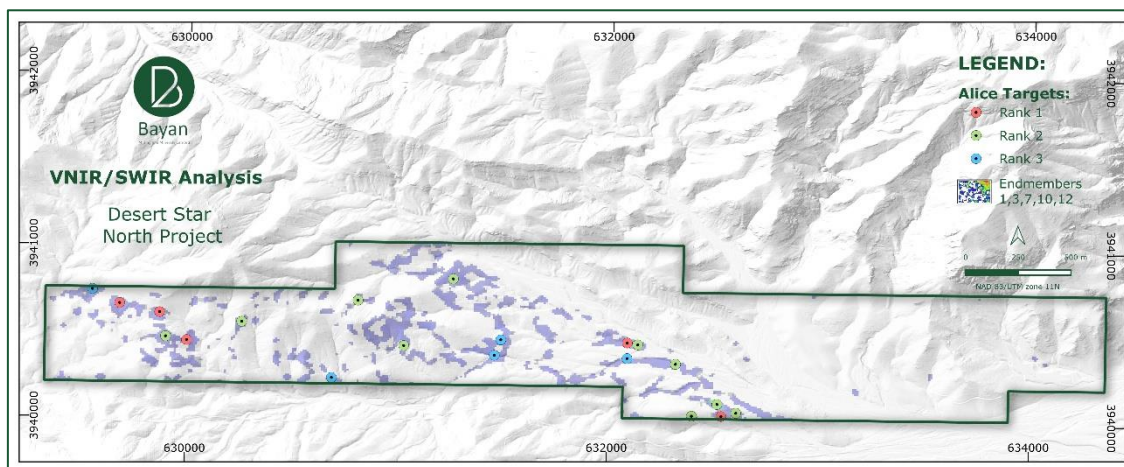 630000
632000
634000
3942000
3942000
Bayan
VNIR/SWIR Analysis
Desert Star
North Project
LEGEND:
Alice Targets:
Rank 1
Rank 2
Rank 3
Endmembers
1,3,7,10,12
3941000
3941000
0 250 500 m
NAD 83/UTM zone 11N
3940000
3940000
630000
632000
634000